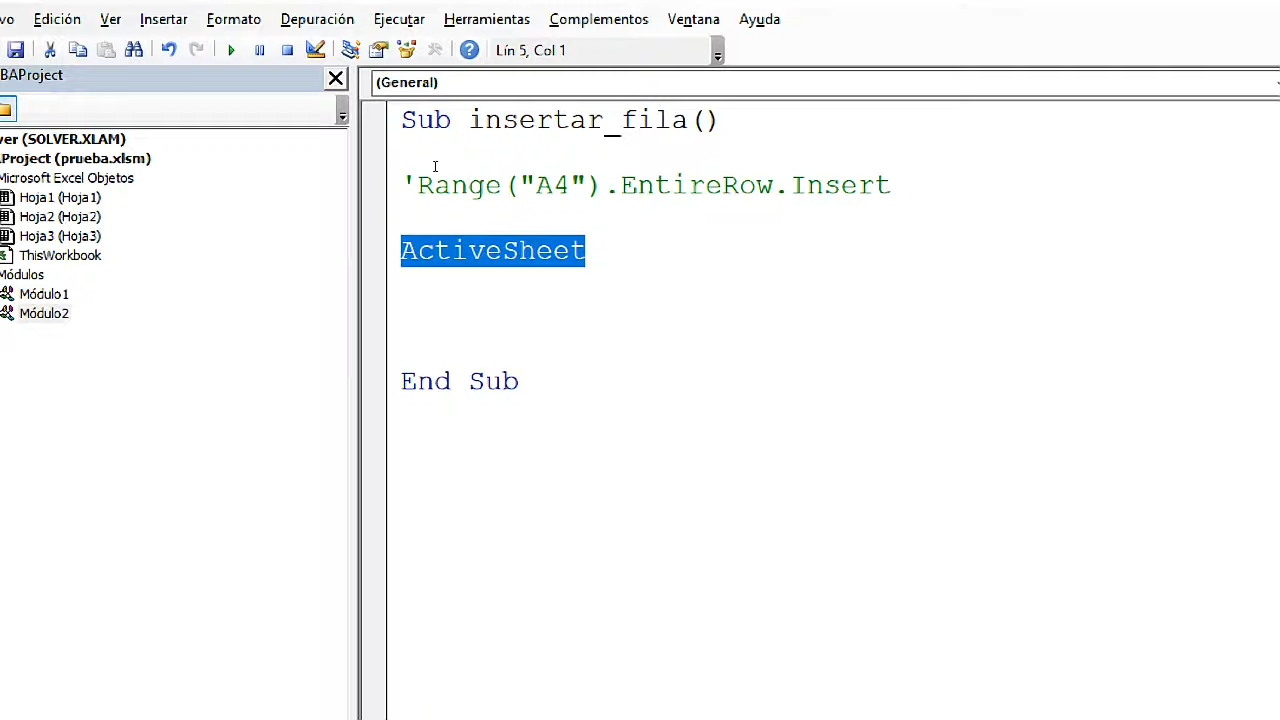 vo Edición Ver Insertar Formato Depuración Ejecutar Herramientas Complementos Ventana Ayuda
Lín 5, Col 1
BAProject
(General)
ver (SOLVER.XLAM)
AProject (prueba.xlsm)
Microsoft Excel Objetos
Hoja1 (Hoja1)
Hoja2 (Hoja2)
Hoja3 (Hoja3)
ThisWorkbook
Módulos
Módulo1
Módulo2
Sub insertar_fila()
'Range("A4").EntireRow.Insert
ActiveSheet
End Sub